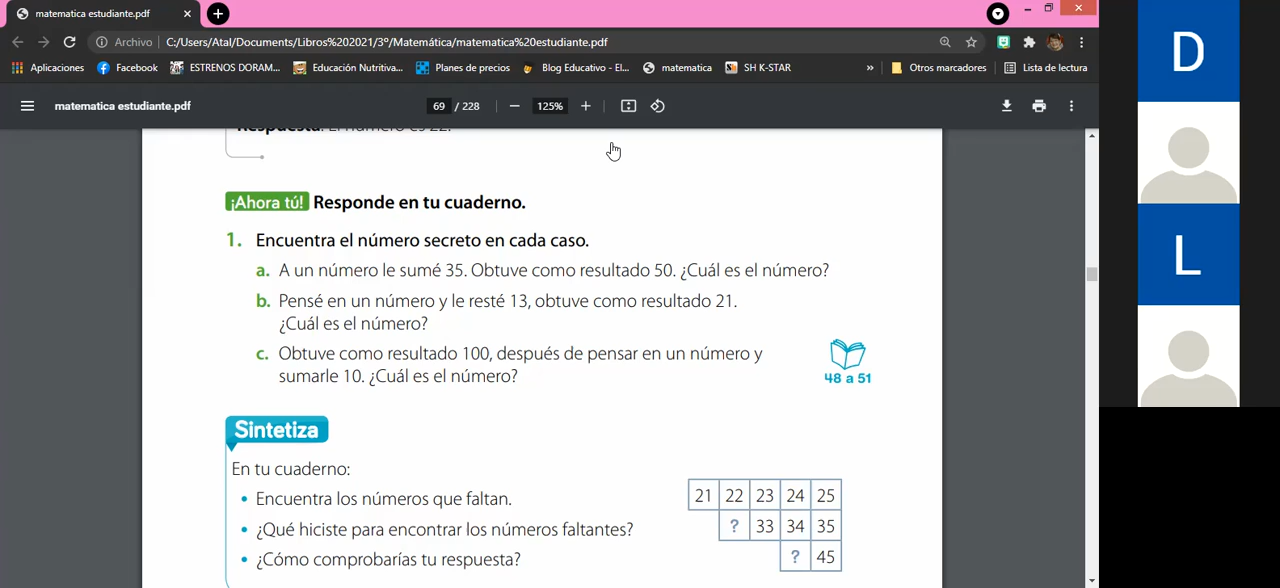 matematica estudiante.pdf
Archivo
C:/Users/Atal/Documents/Libros%202021/3º/Matemática/matematica%20estudiante.pdf
Aplicaciones
Facebook
ESTRENOS DORAM...
Educación Nutritiva...
Planes de precios
Blog Educativo - El...
matematica
SH K-STAR
»
Otros marcadores
Lista de lectura
matematica estudiante.pdf
69 / 228
125%
Respuesta: El número es 22.
¡Ahora tú! Responde en tu cuaderno.
1. Encuentra el número secreto en cada caso.
a. A un número le sumé 35. Obtuve como resultado 50. ¿Cuál es el número?
b. Pensé en un número y le resté 13, obtuve como resultado 21.
¿Cuál es el número?
c. Obtuve como resultado 100, después de pensar en un número y
sumarle 10. ¿Cuál es el número?
48 a 51
Sintetiza
En tu cuaderno:
• Encuentra los números que faltan.
• ¿Qué hiciste para encontrar los números faltantes?
• ¿Cómo comprobarías tu respuesta?
21 22 23 24 25
? 33 34 35
? 45
D
L